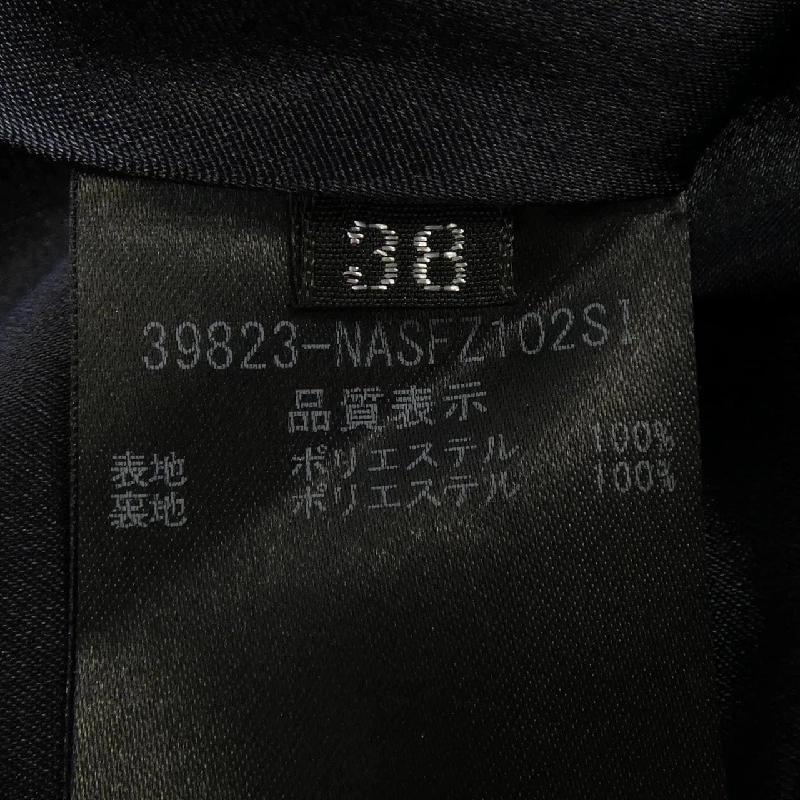 38
39823-NASFZ102SI
品質表示
表地 ポリエステル 100%
裏地 ポリエステル 100%